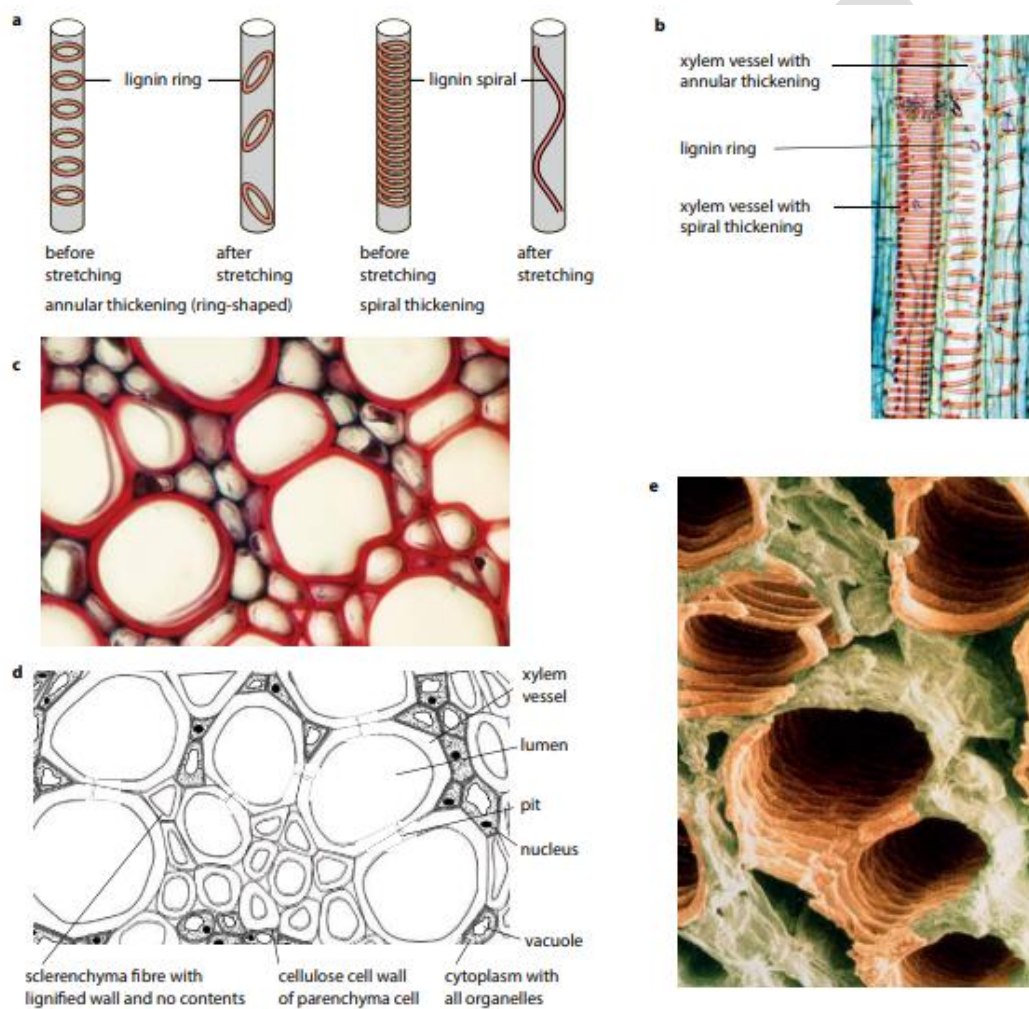 a
lignin ring
lignin spiral
before
stretching
after
stretching
before
stretching
after
stretching
annular thickening (ring-shaped)
spiral thickening
b
xylem vessel with
annular thickening
lignin ring
xylem vessel with
spiral thickening
c
d
xylem
vessel
lumen
pit
nucleus
vacuole
sclerenchyma fibre with
lignified wall and no contents
cellulose cell wall
of parenchyma cell
cytoplasm with
all organelles
e